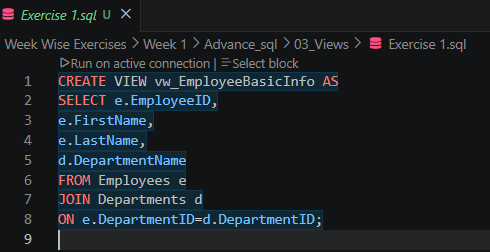 Exercise 1.sql U X
Week Wise Exercises > Week 1 > Advance_sql > 03_Views > Exercise 1.sql
Run on active connection | Select block
1 CREATE VIEW vw_EmployeeBasicInfo AS
2 SELECT e.EmployeeID,
3 e.FirstName,
4 e.LastName,
5 d.DepartmentName
6 FROM Employees e
7 JOIN Departments d
8 ON e.DepartmentID=d.DepartmentID;
9